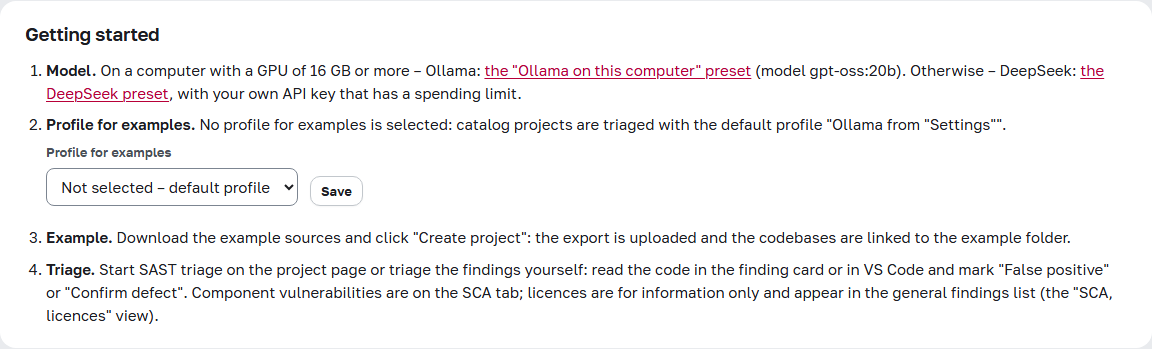 Getting started
1. Model. On a computer with a GPU of 16 GB or more – Ollama: the "Ollama on this computer" preset (model gpt-oss:20b). Otherwise – DeepSeek: the
DeepSeek preset, with your own API key that has a spending limit.
2. Profile for examples. No profile for examples is selected: catalog projects are triaged with the default profile "Ollama from "Settings"".
Profile for examples
Not selected – default profile
Save
3. Example. Download the example sources and click "Create project": the export is uploaded and the codebases are linked to the example folder.
4. Triage. Start SAST triage on the project page or triage the findings yourself: read the code in the finding card or in VS Code and mark "False positive"
or "Confirm defect". Component vulnerabilities are on the SCA tab; licences are for information only and appear in the general findings list (the "SCA,
licences" view).